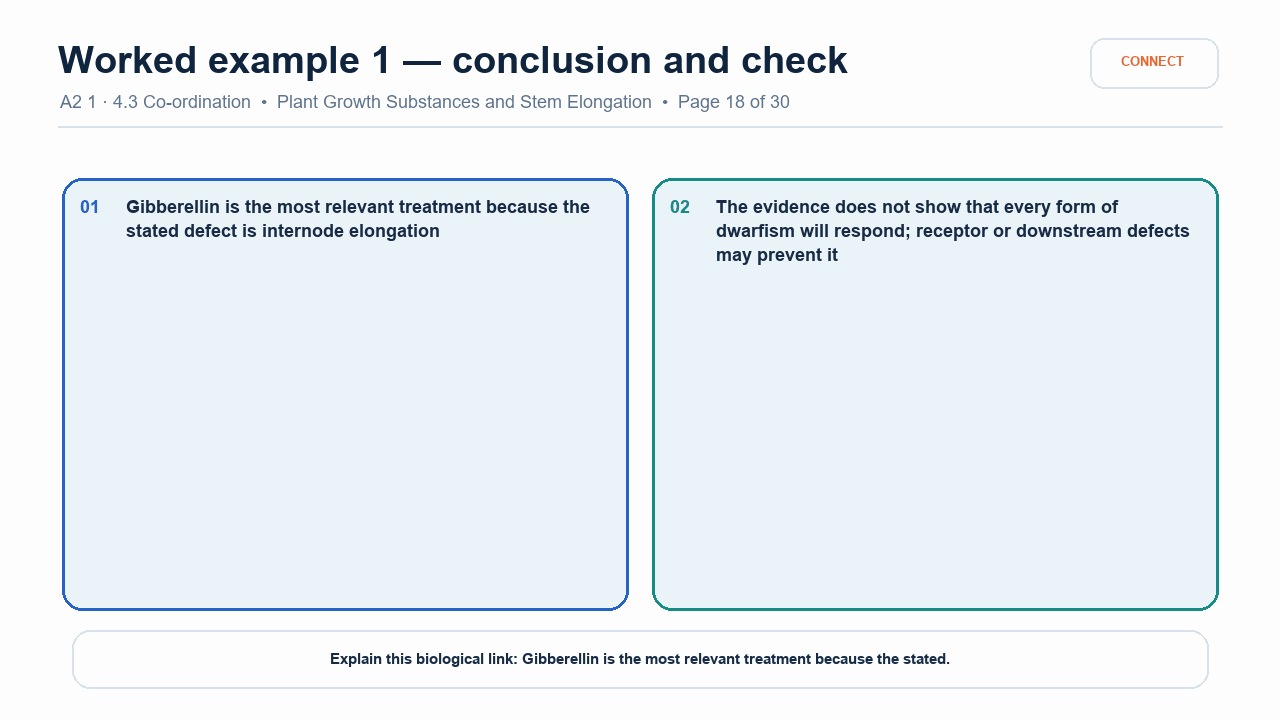 Worked example 1 — conclusion and check
CONNECT
A2 1 · 4.3 Co-ordination • Plant Growth Substances and Stem Elongation • Page 18 of 30
01 Gibberellin is the most relevant treatment because the
stated defect is internode elongation
02 The evidence does not show that every form of
dwarfism will respond; receptor or downstream defects
may prevent it
Explain this biological link: Gibberellin is the most relevant treatment because the stated.